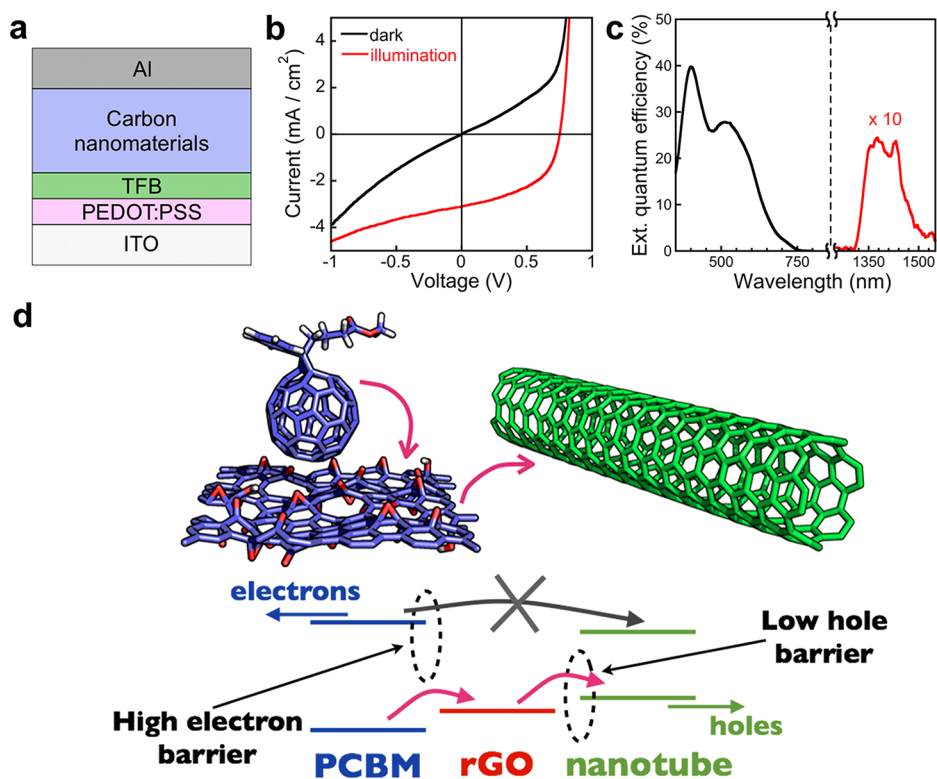 a
Al
Carbon
nanomaterials
TFB
PEDOT:PSS
ITO
b
dark
illumination
4
2
0
-2
-4
Current (mA / cm²)
-1
-0.5
0
0.5
1
Voltage (V)
c
50
40
30
20
10
0
Ext. quantum efficiency (%)
x 10
500
750
1350
1500
Wavelength (nm)
d
electrons
High electron
barrier
Low hole
barrier
holes
PCBM
rGO
nanotube